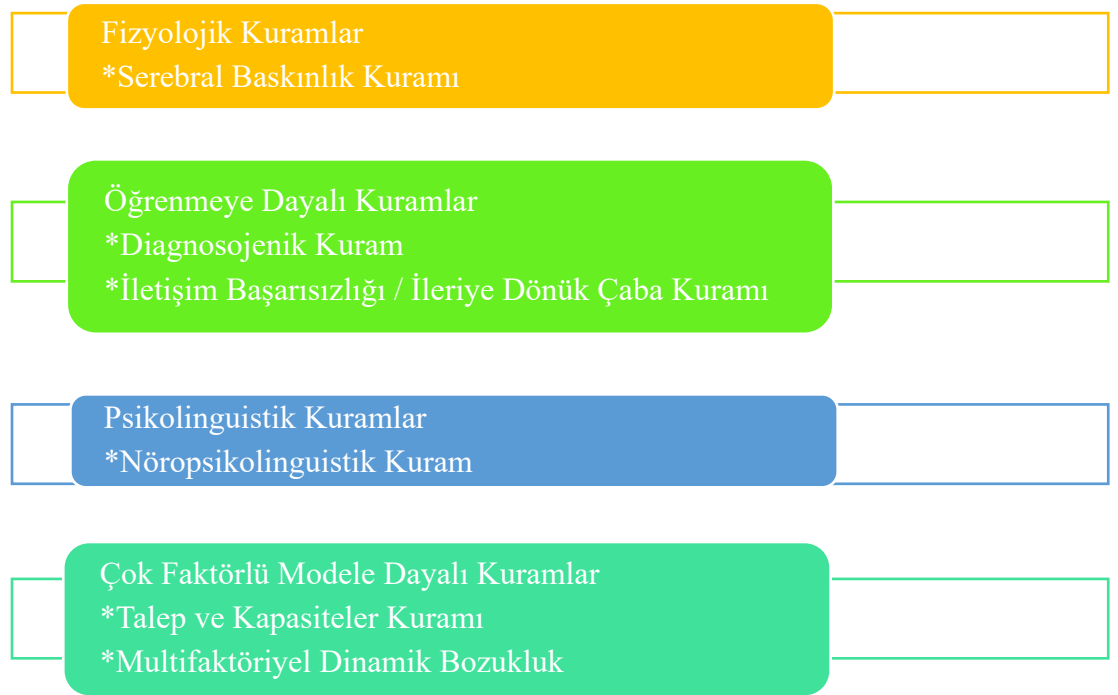 Fizyolojik Kuramlar
*Serebral Baskınlık Kuramı
Öğrenmeye Dayalı Kuramlar
*Diagnosojenik Kuram
*İletişim Başarısızlığı / İleriye Dönük Çaba Kuramı
Psikolinguistik Kuramlar
*Nöropsikolinguistik Kuram
Çok Faktörlü Modele Dayalı Kuramlar
*Talep ve Kapasiteler Kuramı
*Multifaktöriyel Dinamik Bozukluk